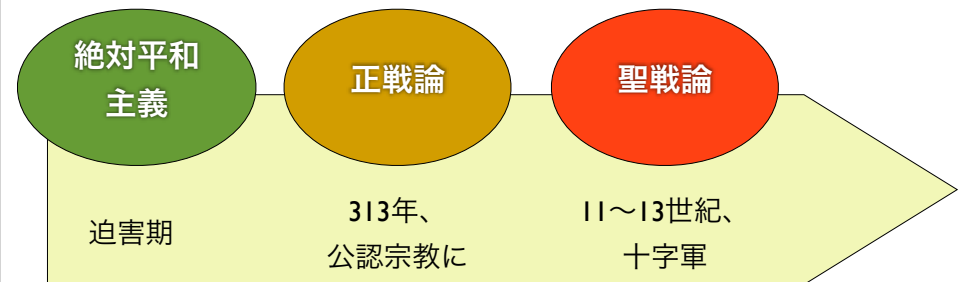 絶対平和
主義
正戦論
聖戦論
迫害期
313年、
公認宗教に
11〜13世紀、
十字軍